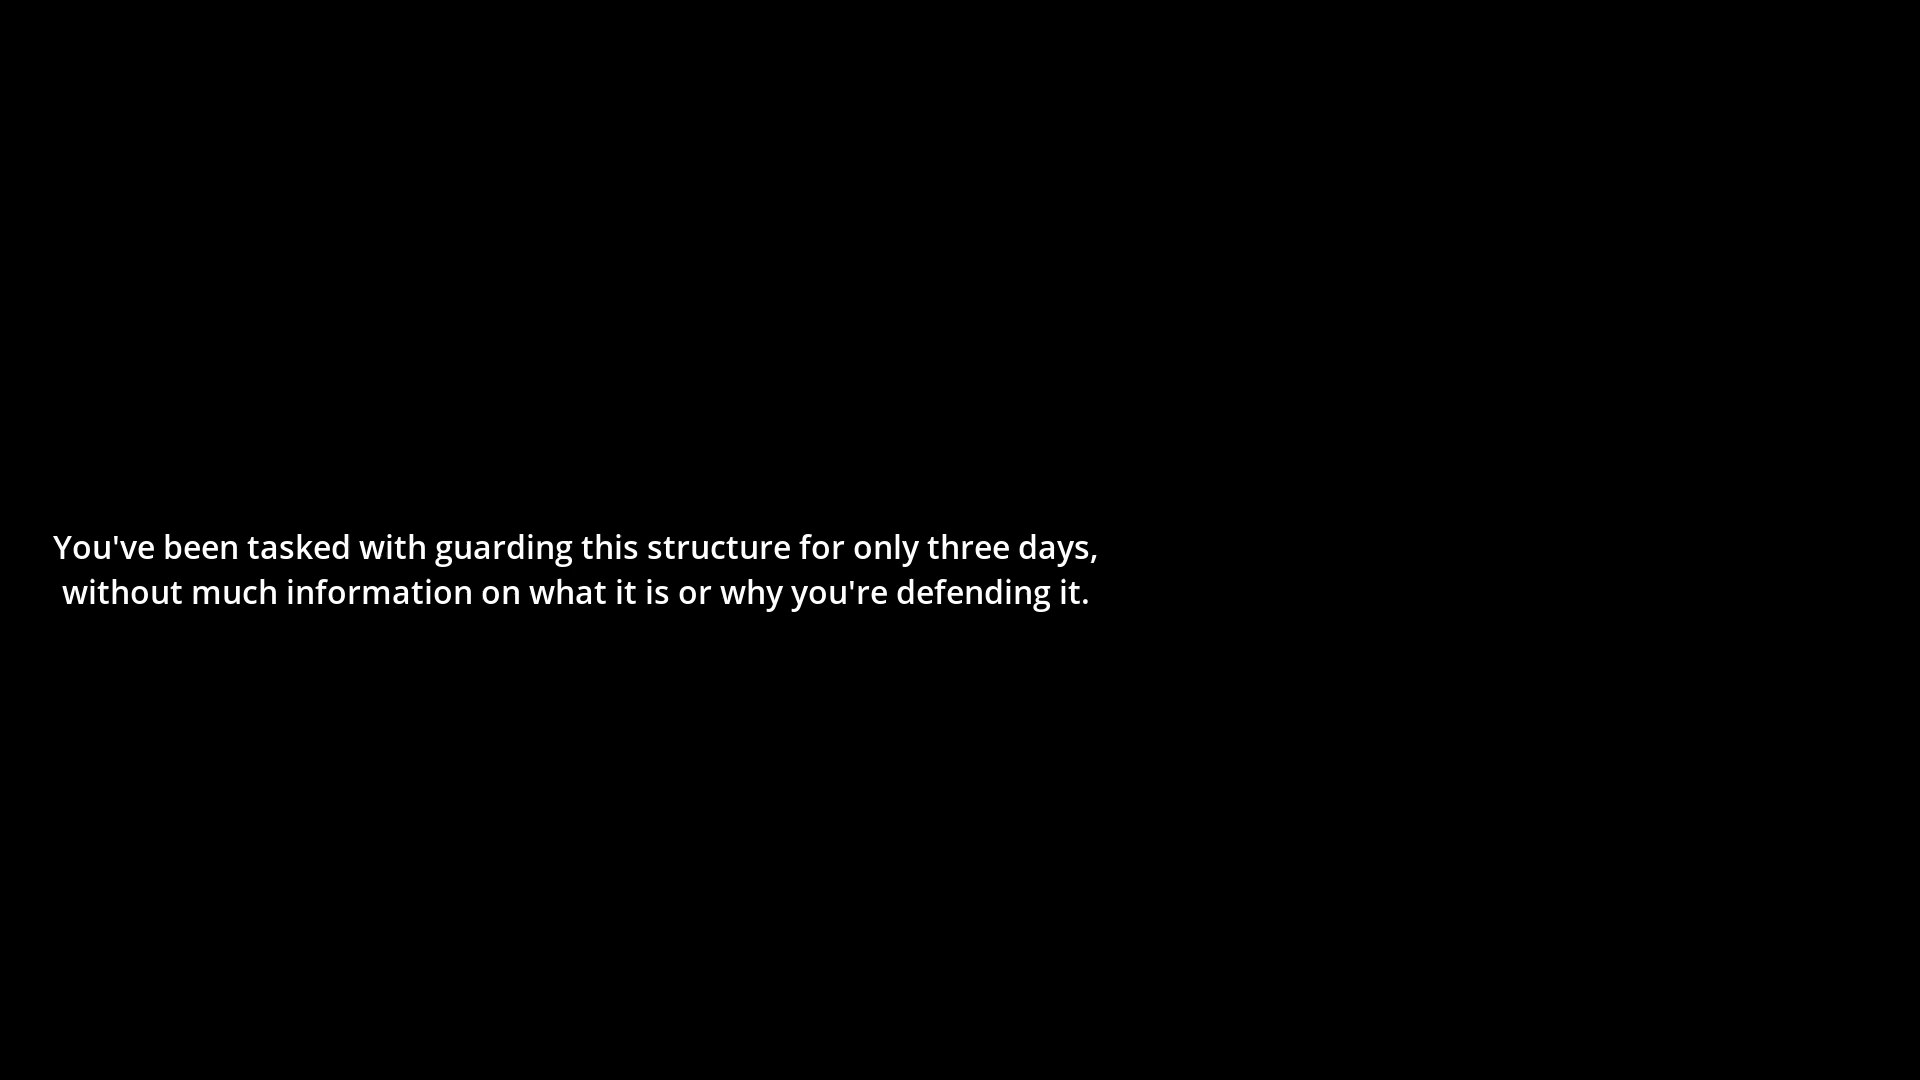 You've been tasked with guarding this structure for only three days,
without much information on what it is or why you're defending it.